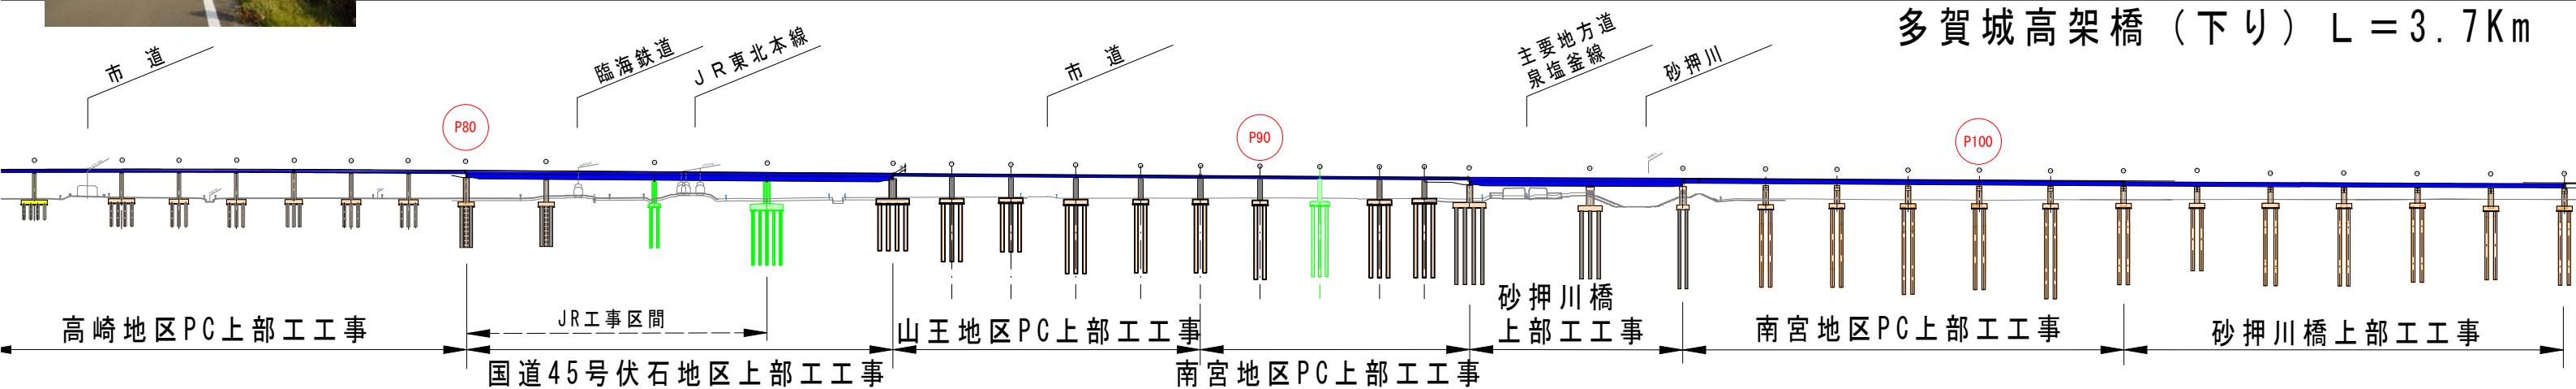 多賀城高架橋（下り）Ｌ＝3.7Km
市 道
臨海鉄道
ＪＲ東北本線
市 道
主要地方道
泉塩釜線
砂押川
P80
P90
P100
高崎地区PC上部工工事
JR工事区間
国道45号伏石地区上部工工事
山王地区PC上部工工事
南宮地区PC上部工工事
砂押川橋
上部工工事
南宮地区PC上部工工事
砂押川橋上部工工事